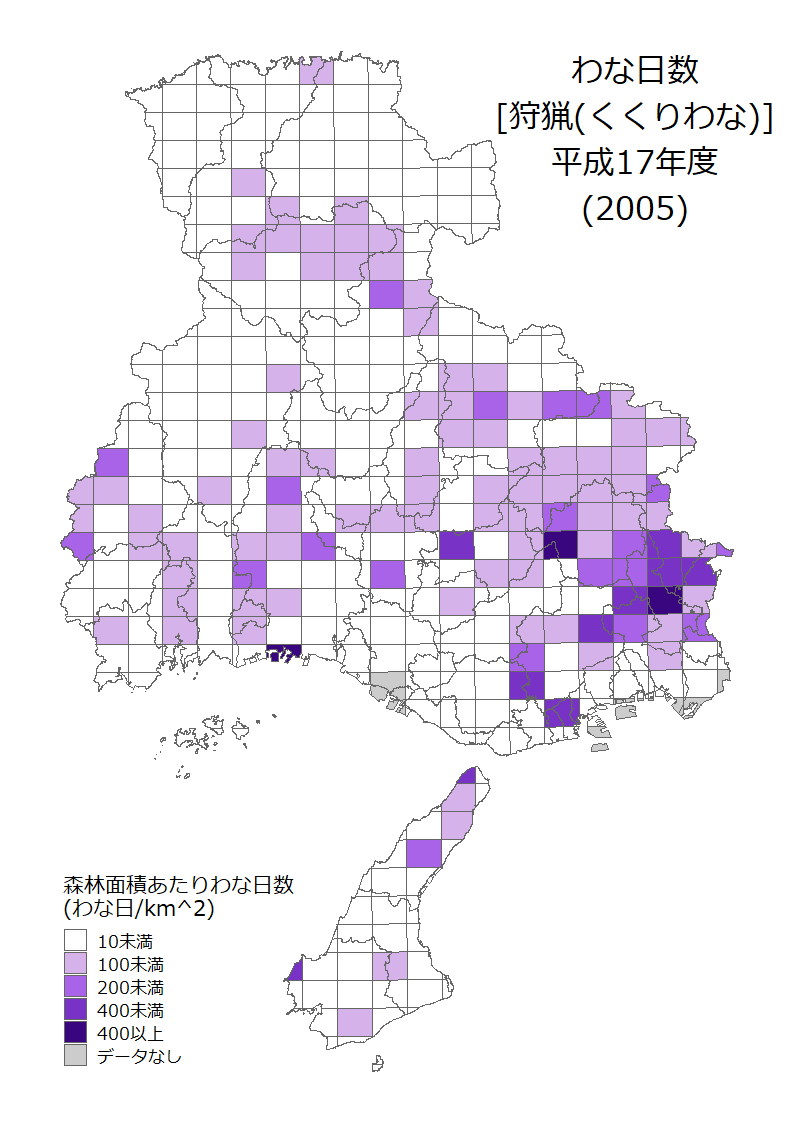 わな日数
[狩猟(くくりわな)]
平成17年度
(2005)
森林面積あたりわな日数
(わな日/km^2)
10未満
100未満
200未満
400未満
400以上
データなし